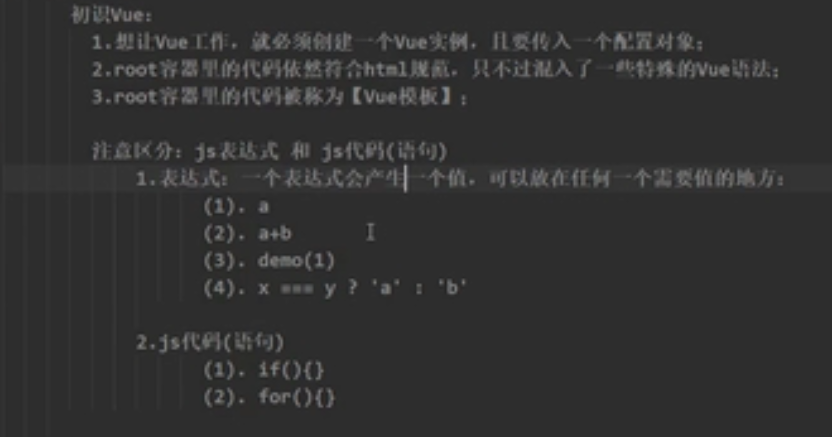 初识Vue:
1.想让Vue工作，就必须创建一个Vue实例，且要传入一个配置对象;
2.root容器里的代码依然符合html规范，只不过混入了一些特殊的Vue语法;
3.root容器里的代码被称为【Vue模板】;
注意区分: js表达式 和 js代码(语句)
1.表达式: 一个表达式会产生一个值，可以放在任何一个需要值的地方:
(1). a
(2). a+b
(3). demo(1)
(4). x === y ? 'a' : 'b'
2.js代码(语句)
(1). if(){}
(2). for(){}